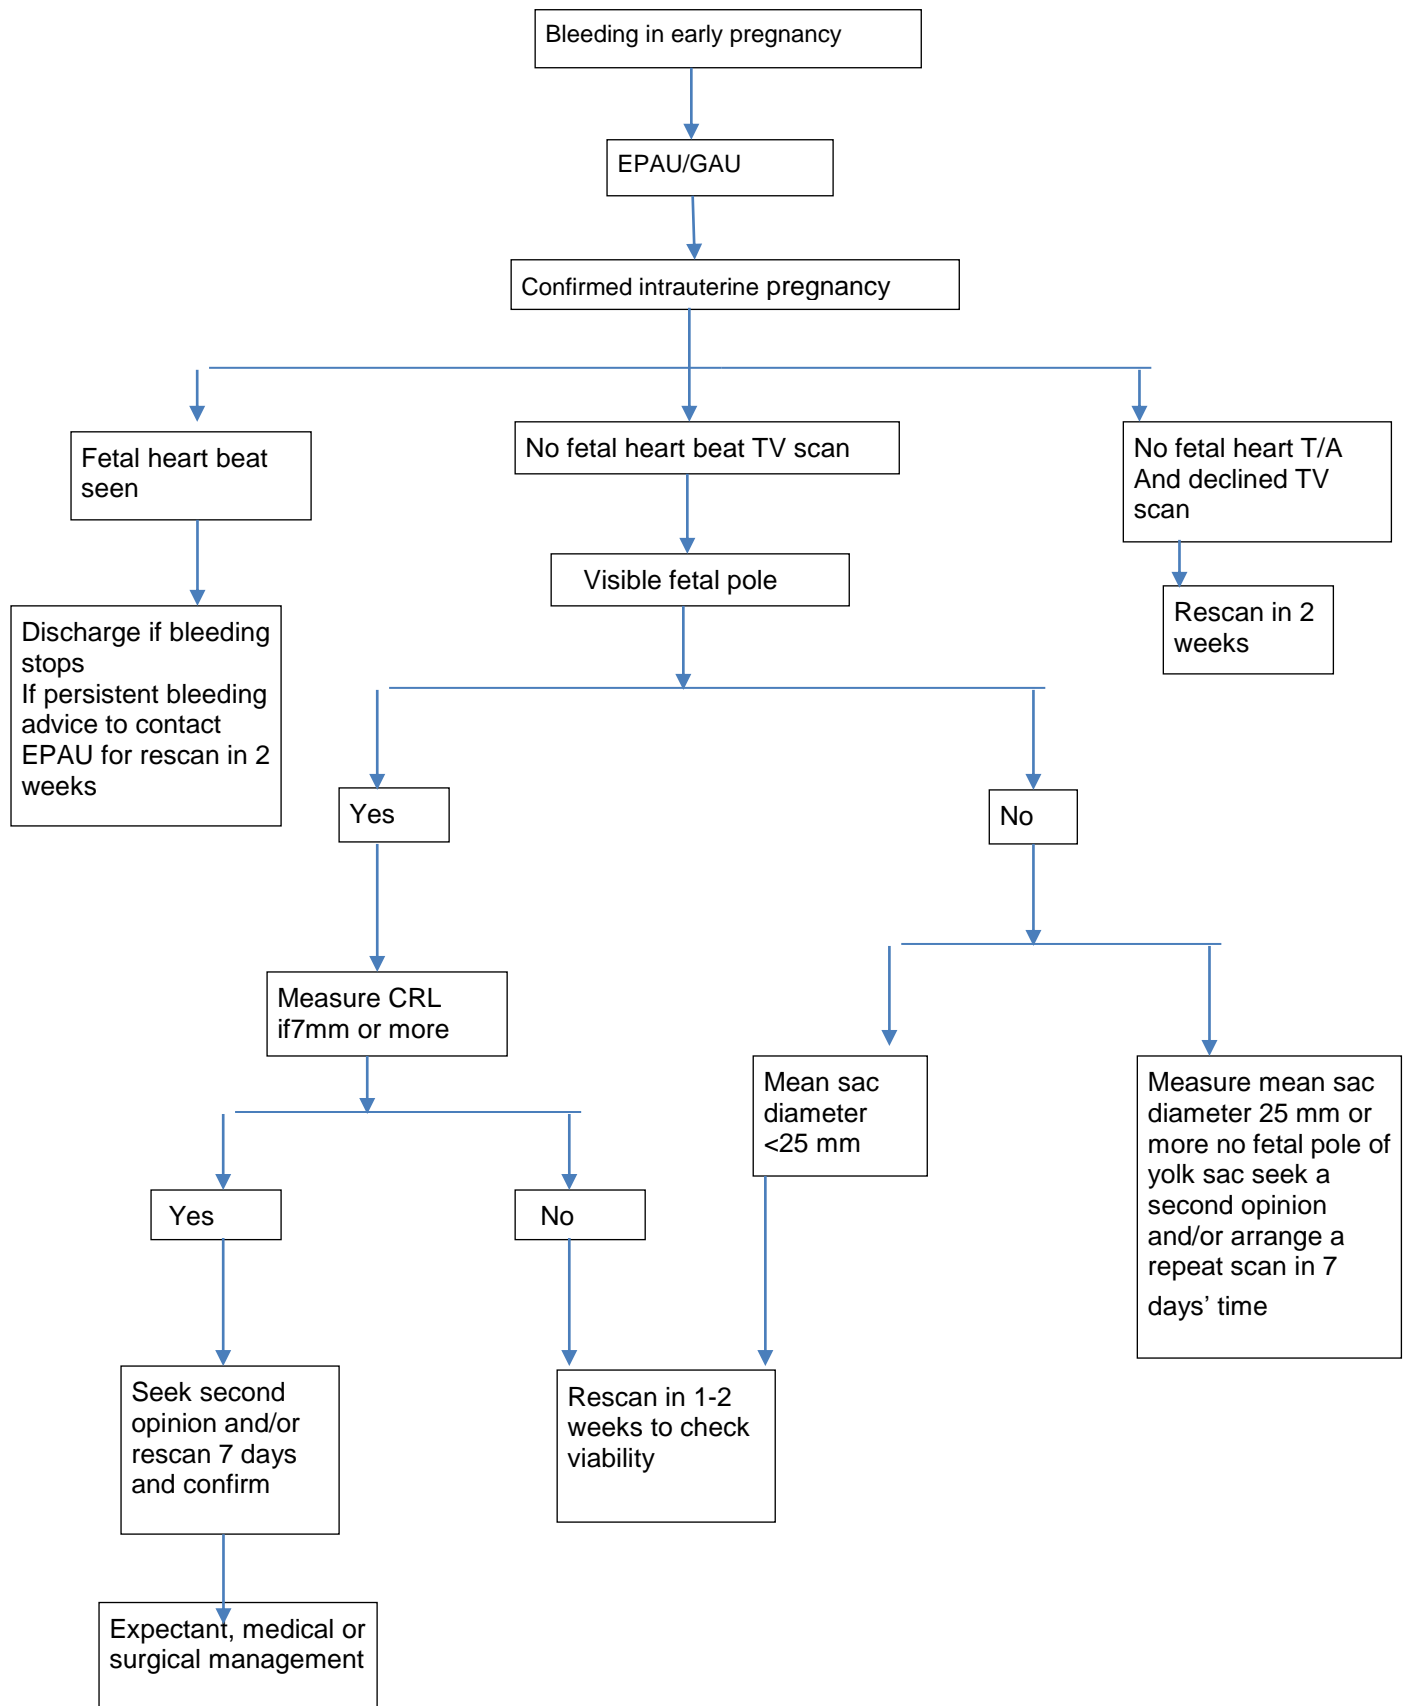 Bleeding in early pregnancy
EPAU/GAU
Confirmed intrauterine pregnancy
Fetal heart beat
seen
No fetal heart beat TV scan
No fetal heart T/A
And declined TV
scan
Discharge if bleeding
stops
If persistent bleeding
advice to contact
EPAU for rescan in 2
weeks
Visible fetal pole
Rescan in 2
weeks
Yes
No
Measure CRL
if7mm or more
Mean sac
diameter
<25 mm
Measure mean sac
diameter 25 mm or
more no fetal pole of
yolk sac seek a
second opinion
and/or arrange a
repeat scan in 7
days’ time
Yes
No
Seek second
opinion and/or
rescan 7 days
and confirm
Rescan in 1-2
weeks to check
viability
Expectant, medical or
surgical management